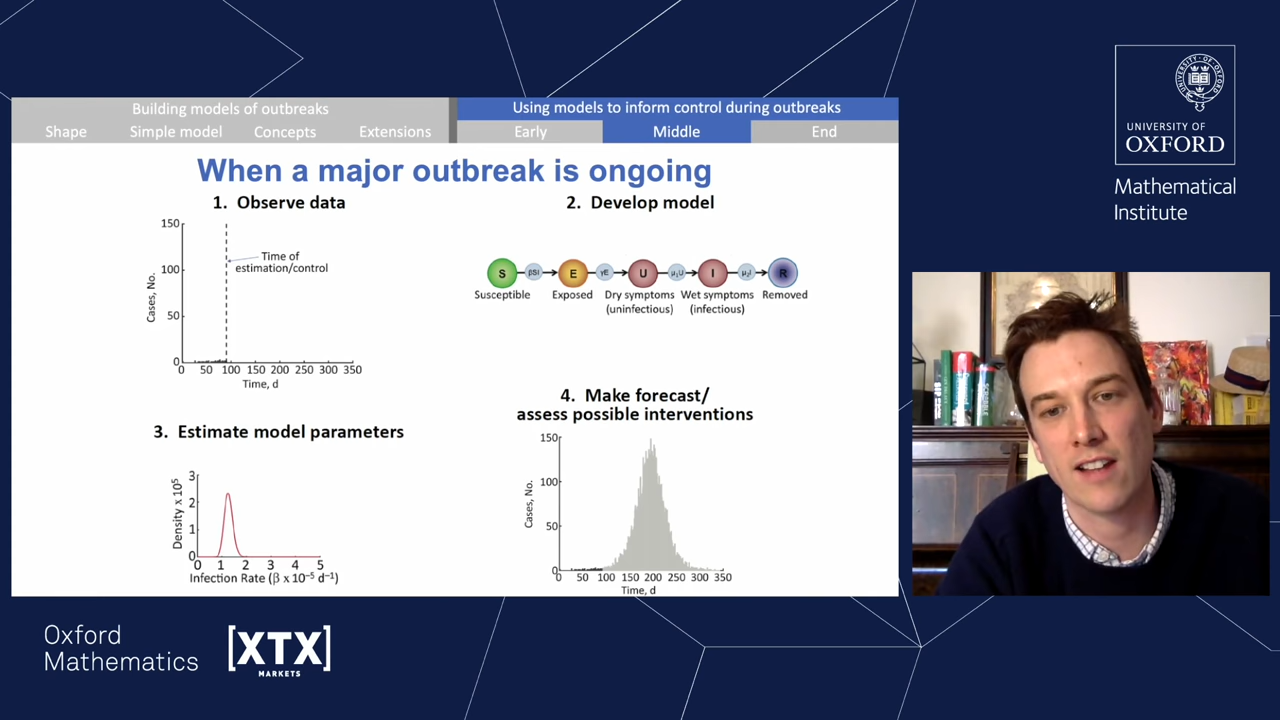 Building models of outbreaks
Using models to inform control during outbreaks
Shape
Simple model
Concepts
Extensions
Early
Middle
End
When a major outbreak is ongoing
1. Observe data
150
100
50
0
Cases, No.
Time of
estimation/control
0 50 100 150 200 250 300 350
Time, d
2. Develop model
S βSI E γE U μ₁U I μ₂I R
Susceptible
Exposed
Dry symptoms
(uninfectious)
Wet symptoms
(infectious)
Removed
3. Estimate model parameters
3
2
1
0
Density x 10⁵
0 1 2 3 4 5
Infection Rate (β x 10⁻⁵ d⁻¹)
4. Make forecast/
assess possible interventions
150
100
50
0
Cases, No.
0 50 100 150 200 250 300 350
Time, d
UNIVERSITY OF
OXFORD
Mathematical
Institute
Oxford
Mathematics
[XTX]
MARKETS